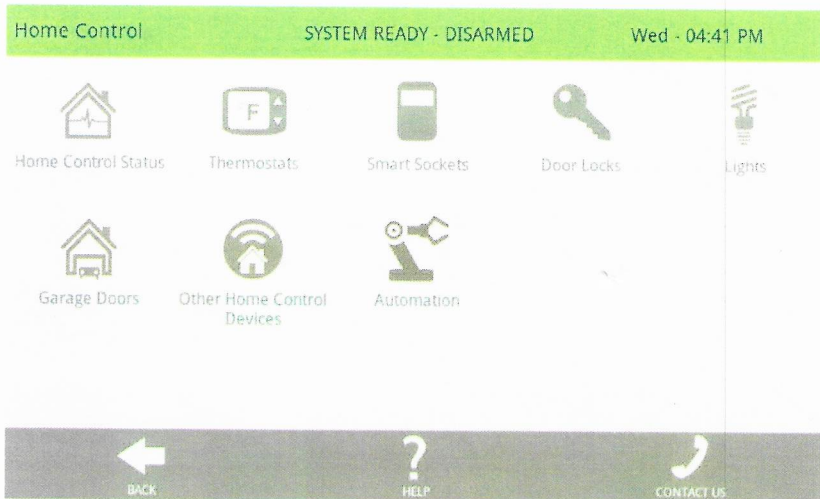 Home Control
SYSTEM READY - DISARMED
Wed - 04:41 PM
F
Home Control Status
Thermostats
Smart Sockets
Door Locks
Lights
Garage Doors
Other Home Control
Devices
Automation
?
BACK
HELP
CONTACT US